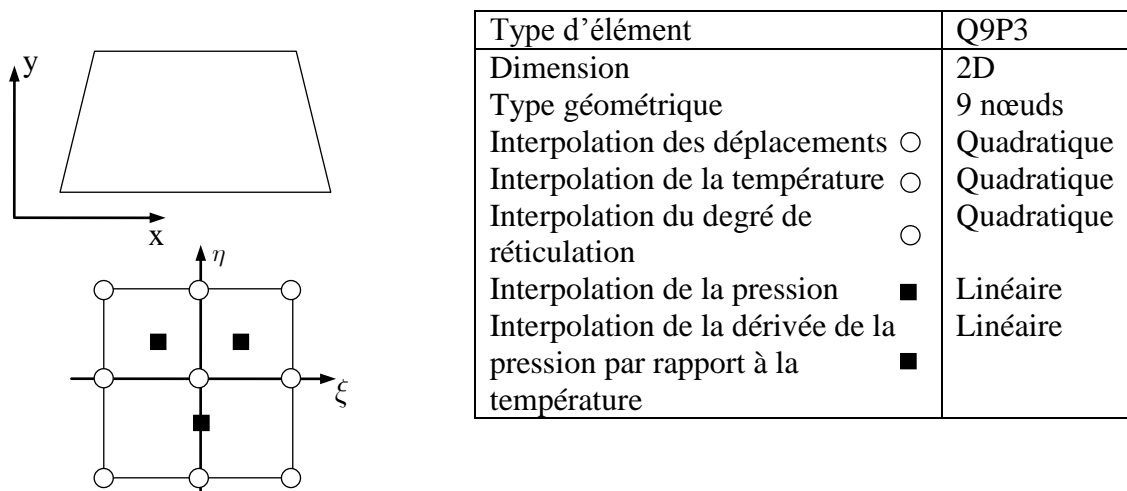 y
x
η
ξ
Type d'élément Q9P3
Dimension 2D
Type géométrique 9 nœuds
Interpolation des déplacements Quadratique
Interpolation de la température Quadratique
Interpolation du degré de Quadratique
réticulation
Interpolation de la pression Linéaire
Interpolation de la dérivée de la Linéaire
pression par rapport à la
température